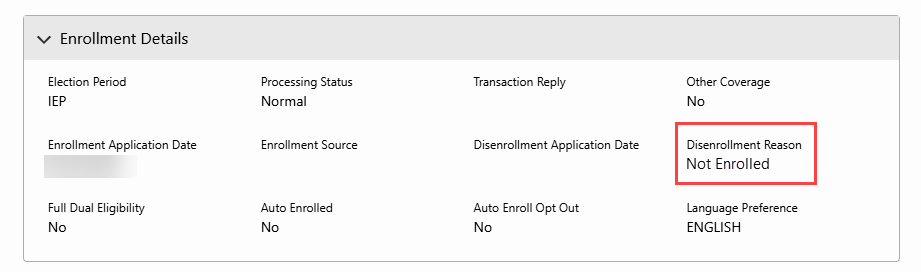 Enrollment Details
Election Period
Processing Status
Transaction Reply
Other Coverage
IEP
Normal
No
Enrollment Application Date
Enrollment Source
Disenrollment Application Date
Disenrollment Reason
Not Enrolled
Full Dual Eligibility
Auto Enrolled
Auto Enroll Opt Out
Language Preference
No
No
No
ENGLISH